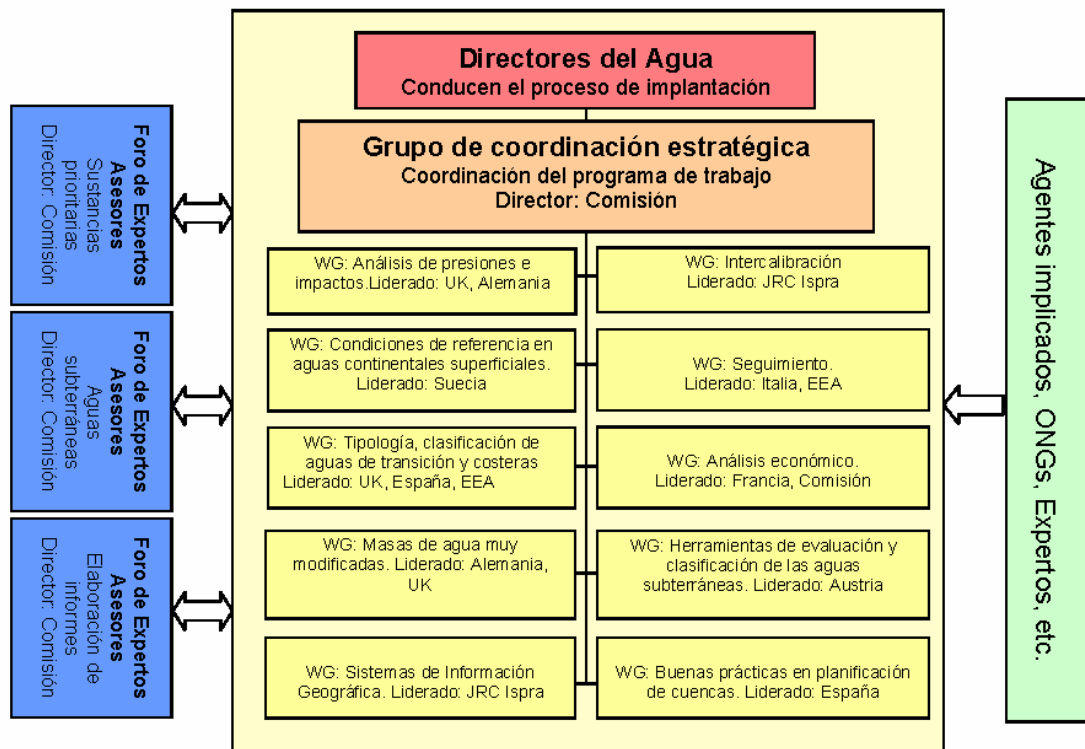 Directores del Agua
Conducen el proceso de implantación
Grupo de coordinación estratégica
Coordinación del programa de trabajo
Director: Comisión
Foro de Expertos
Asesores
Sustancias
prioritarias
Director: Comisión
Foro de Expertos
Asesores
Aguas
subterráneas
Director: Comisión
Foro de Expertos
Asesores
Elaboración de
informes
Director: Comisión
WG: Análisis de presiones e
impactos.Liderado: UK, Alemania
WG: Intercalibración
Liderado: JRC Ispra
WG: Condiciones de referencia en
aguas continentales superficiales.
Liderado: Suecia
WG: Seguimiento.
Liderado: Italia, EEA
WG: Tipología, clasificación de
aguas de transición y costeras
Liderado: UK, España, EEA
WG: Análisis económico.
Liderado: Francia, Comisión
WG: Masas de agua muy
modificadas. Liderado: Alemania,
UK
WG: Herramientas de evaluación y
clasificación de las aguas
subterráneas. Liderado: Austria
WG: Sistemas de Información
Geográfica. Liderado: JRC Ispra
WG: Buenas prácticas en planificación
de cuencas. Liderado: España
Agentes implicados, ONGs, Expertos, etc.